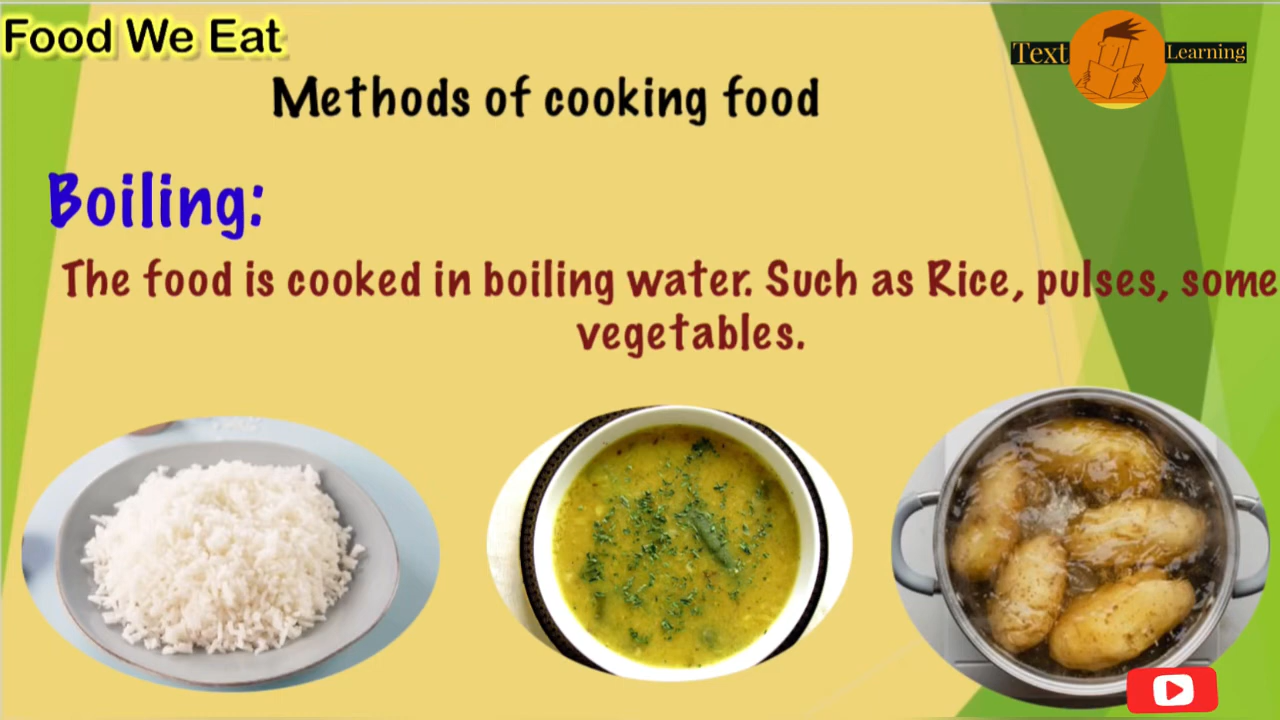 Food We Eat
Text Learning
Methods of cooking food
Boiling:
The food is cooked in boiling water. Such as Rice, pulses, some
vegetables.